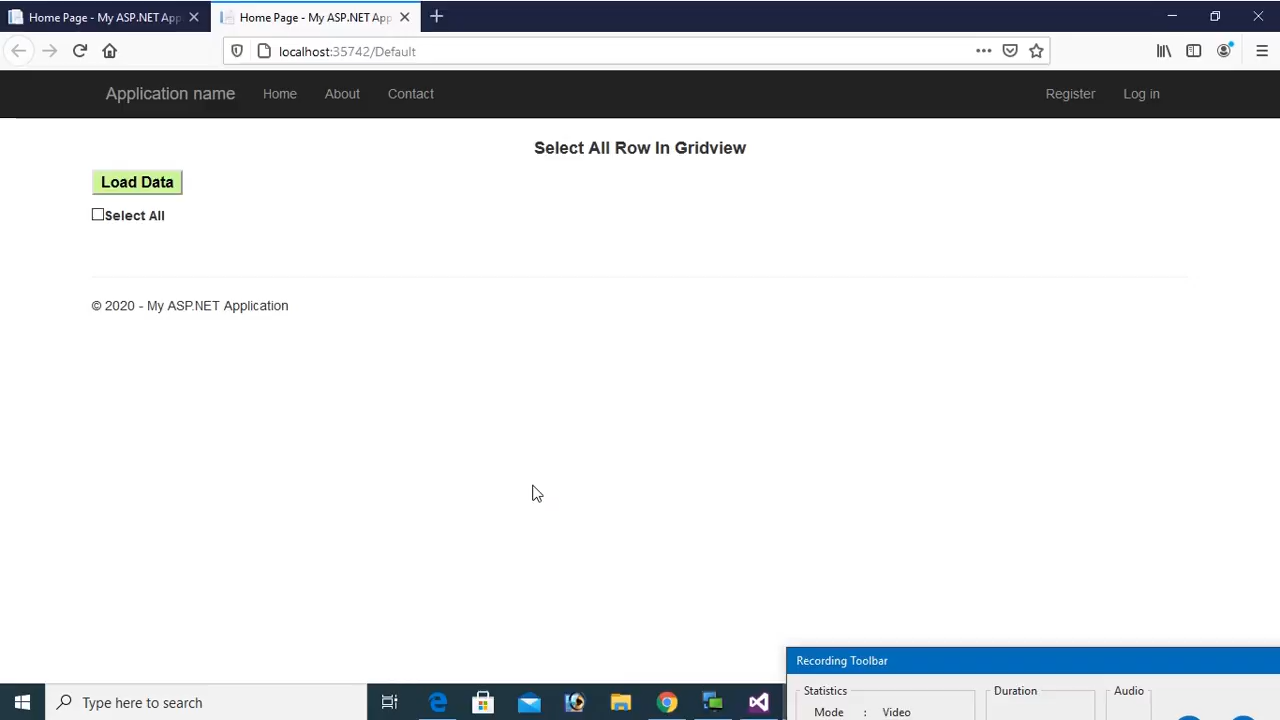 Home Page - My ASP.NET App
Home Page - My ASP.NET App
localhost:35742/Default
Application name
Home
About
Contact
Register
Log in
Select All Row In Gridview
Load Data
Select All
© 2020 - My ASP.NET Application
Recording Toolbar
Statistics
Duration
Audio
Mode : Video
Type here to search